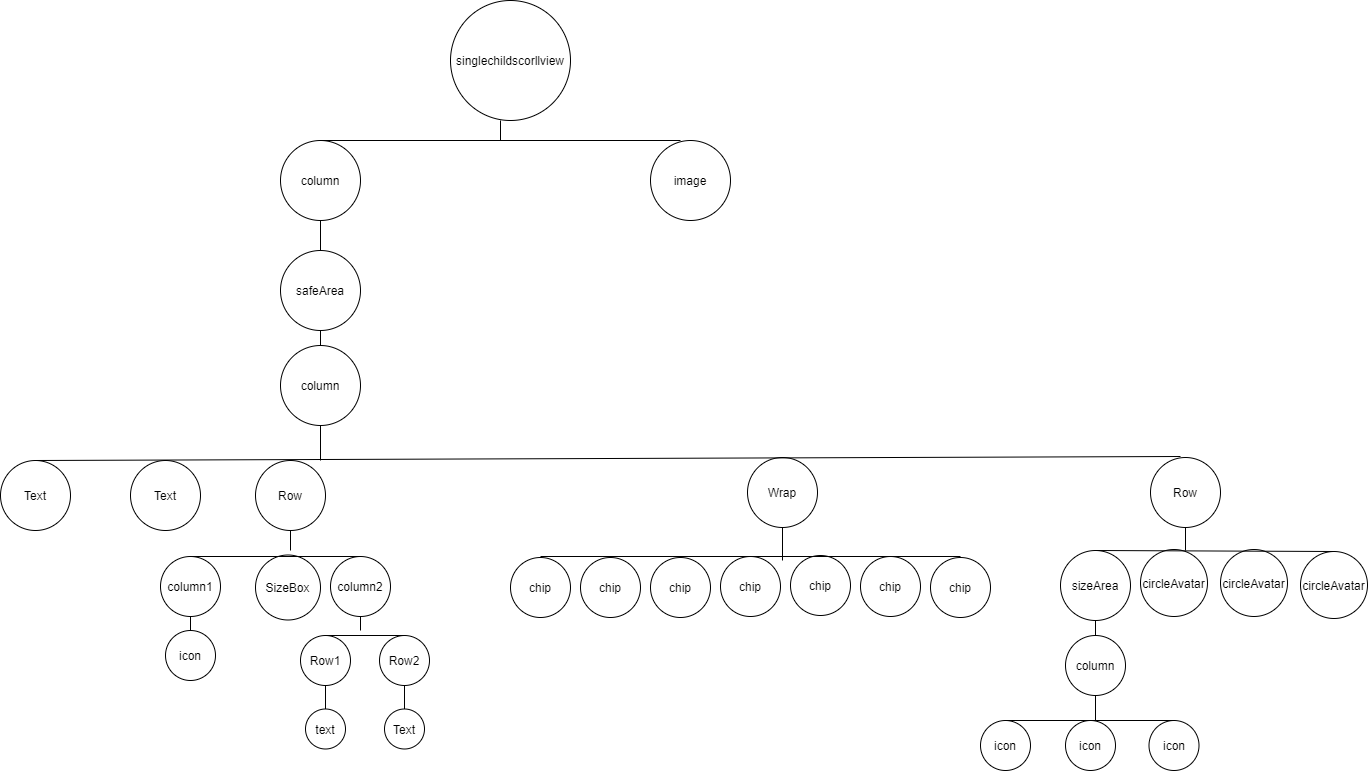 singlechildscorllview
column
image
safeArea
column
Text
Text
Row
Wrap
Row
column1
SizeBox
column2
chip
chip
chip
chip
chip
chip
chip
sizeArea
circleAvatar
circleAvatar
circleAvatar
icon
Row1
Row2
column
text
Text
icon
icon
icon